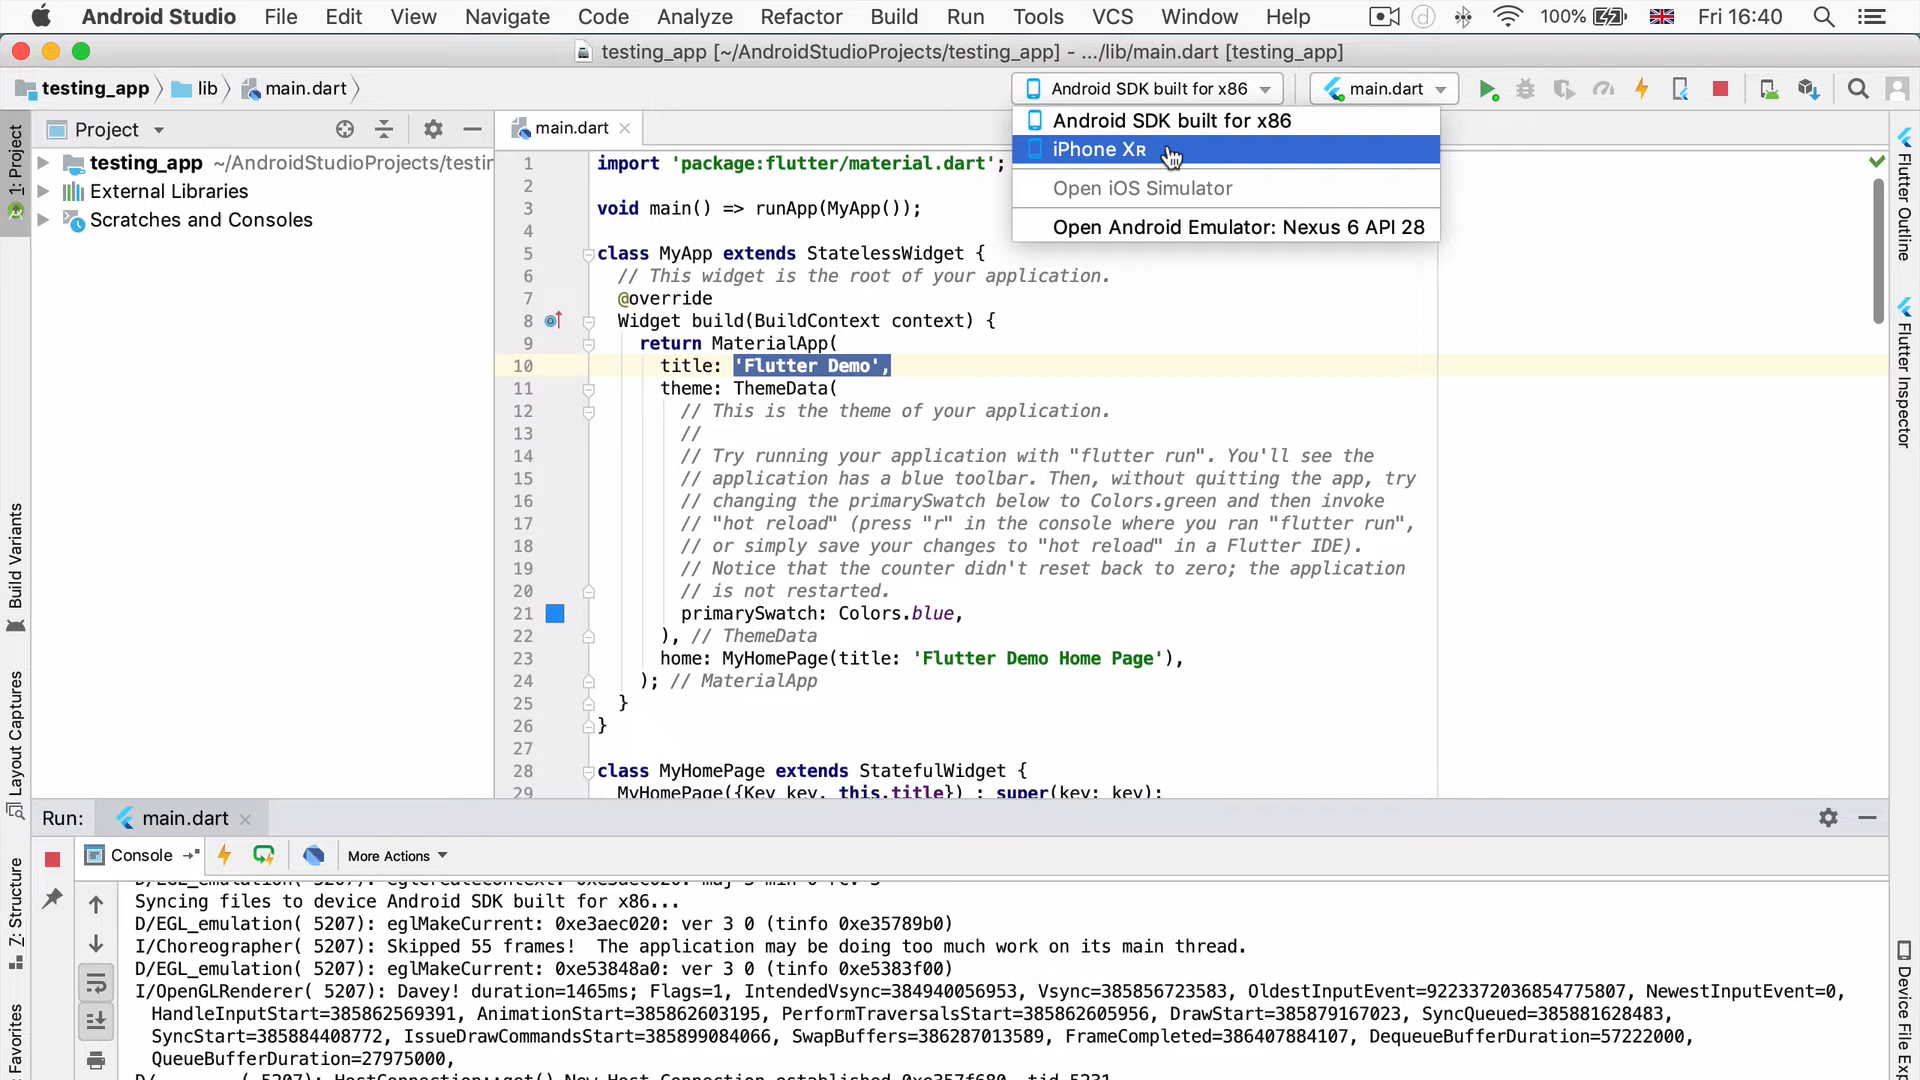 Android Studio File Edit View Navigate Code Analyze Refactor Build Run Tools VCS Window Help 100% Fri 16:40
testing_app [~/AndroidStudioProjects/testing_app] - .../lib/main.dart [testing_app]
testing_app lib main.dart Android SDK built for x86 main.dart
Android SDK built for x86
iPhone XR
Open iOS Simulator
Open Android Emulator: Nexus 6 API 28
1: Project
Build Variants
Layout Captures
Z: Structure
Favorites
Project
testing_app ~/AndroidStudioProjects/testin
External Libraries
Scratches and Consoles
main.dart
1 import 'package:flutter/material.dart';
2
3 void main() => runApp(MyApp());
4
5 class MyApp extends StatelessWidget {
6 // This widget is the root of your application.
7 @override
8 Widget build(BuildContext context) {
9 return MaterialApp(
10 title: 'Flutter Demo',
11 theme: ThemeData(
12 // This is the theme of your application.
13 //
14 // Try running your application with "flutter run". You'll see the
15 // application has a blue toolbar. Then, without quitting the app, try
16 // changing the primarySwatch below to Colors.green and then invoke
17 // "hot reload" (press "r" in the console where you ran "flutter run",
18 // or simply save your changes to "hot reload" in a Flutter IDE).
19 // Notice that the counter didn't reset back to zero; the application
20 // is not restarted.
21 primarySwatch: Colors.blue,
22 ), // ThemeData
23 home: MyHomePage(title: 'Flutter Demo Home Page'),
24 ); // MaterialApp
25 }
26 }
27
28 class MyHomePage extends StatefulWidget {
29 MyHomePage({Key key, this.title}) : super(key: key);
Flutter Outline
Flutter Inspector
Device File Exp
Run: main.dart
Console More Actions
Syncing files to device Android SDK built for x86...
D/EGL_emulation( 5207): eglMakeCurrent: 0xe3aec020: ver 3 0 (tinfo 0xe35789b0)
I/Choreographer( 5207): Skipped 55 frames! The application may be doing too much work on its main thread.
D/EGL_emulation( 5207): eglMakeCurrent: 0xe53848a0: ver 3 0 (tinfo 0xe5383f00)
I/OpenGLRenderer( 5207): Davey! duration=1465ms; Flags=1, IntendedVsync=384940056953, Vsync=385856723583, OldestInputEvent=9223372036854775807, NewestInputEvent=0,
HandleInputStart=385862569391, AnimationStart=385862603195, PerformTraversalsStart=385862605956, DrawStart=385879167023, SyncQueued=385881628483,
SyncStart=385884408772, IssueDrawCommandsStart=385899084066, SwapBuffers=386287013589, FrameCompleted=386407884107, DequeueBufferDuration=57222000,
QueueBufferDuration=27975000,